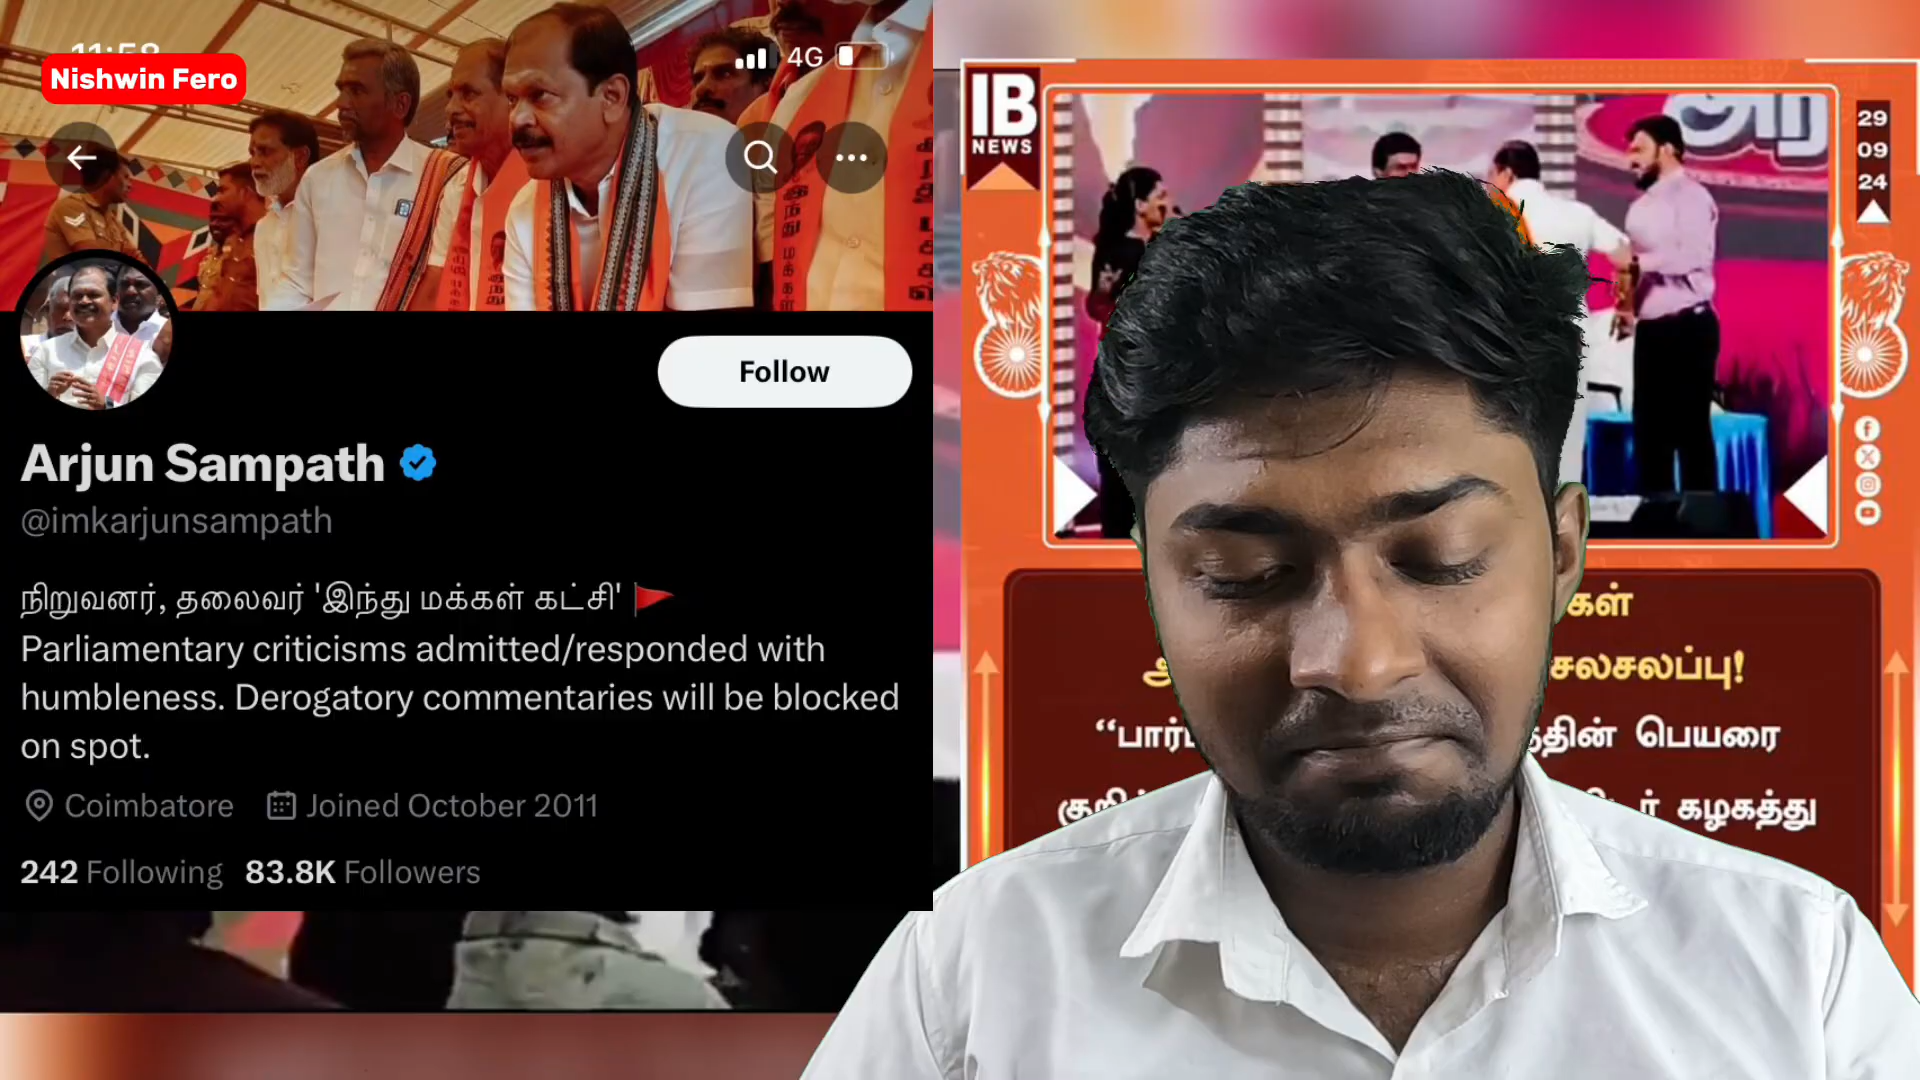 Nishwin Fero
4G
Follow
Arjun Sampath
@imkarjunsampath
நிறுவனர், தலைவர் 'இந்து மக்கள் கட்சி'
Parliamentary criticisms admitted/responded with
humbleness. Derogatory commentaries will be blocked
on spot.
Coimbatore Joined October 2011
242 Following 83.8K Followers
IB
NEWS
29
09
24
சலசலப்பு!
பெயரை
கழகத்து